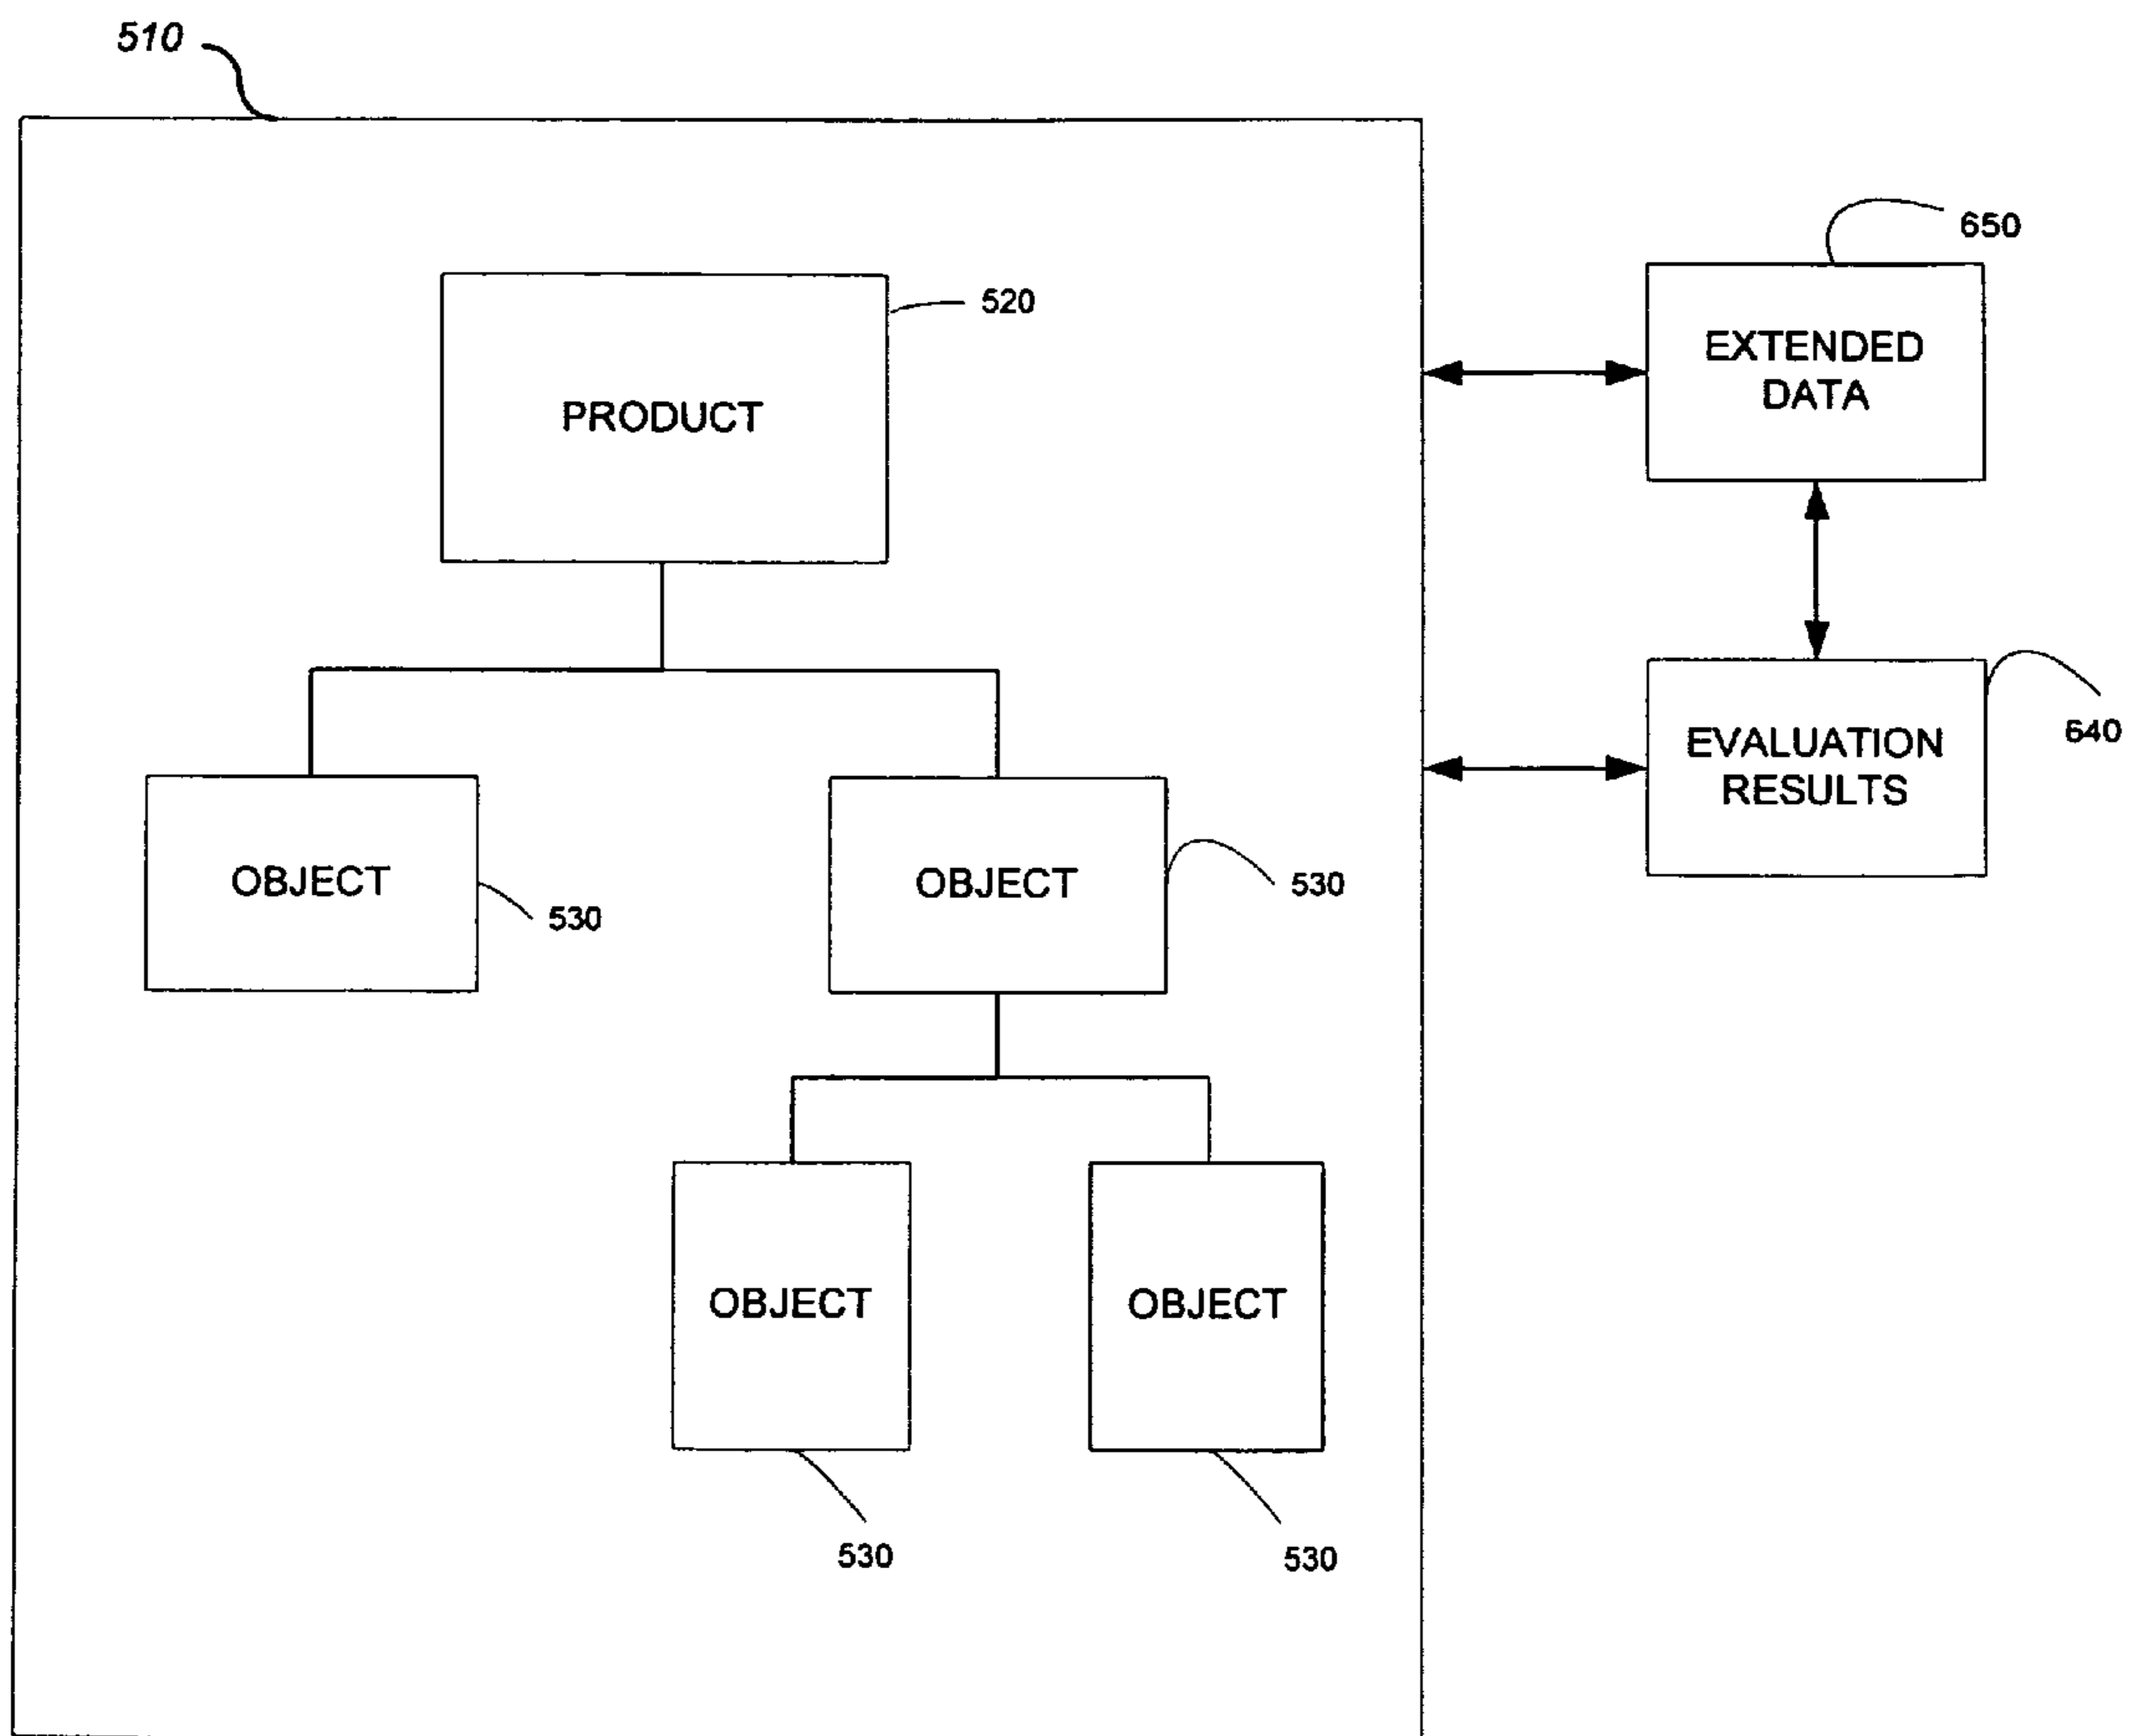 510
650
520
EXTENDED
DATA
PRODUCT
640
EVALUATION
RESULTS
OBJECT
530
OBJECT
530
OBJECT
OBJECT
530
530